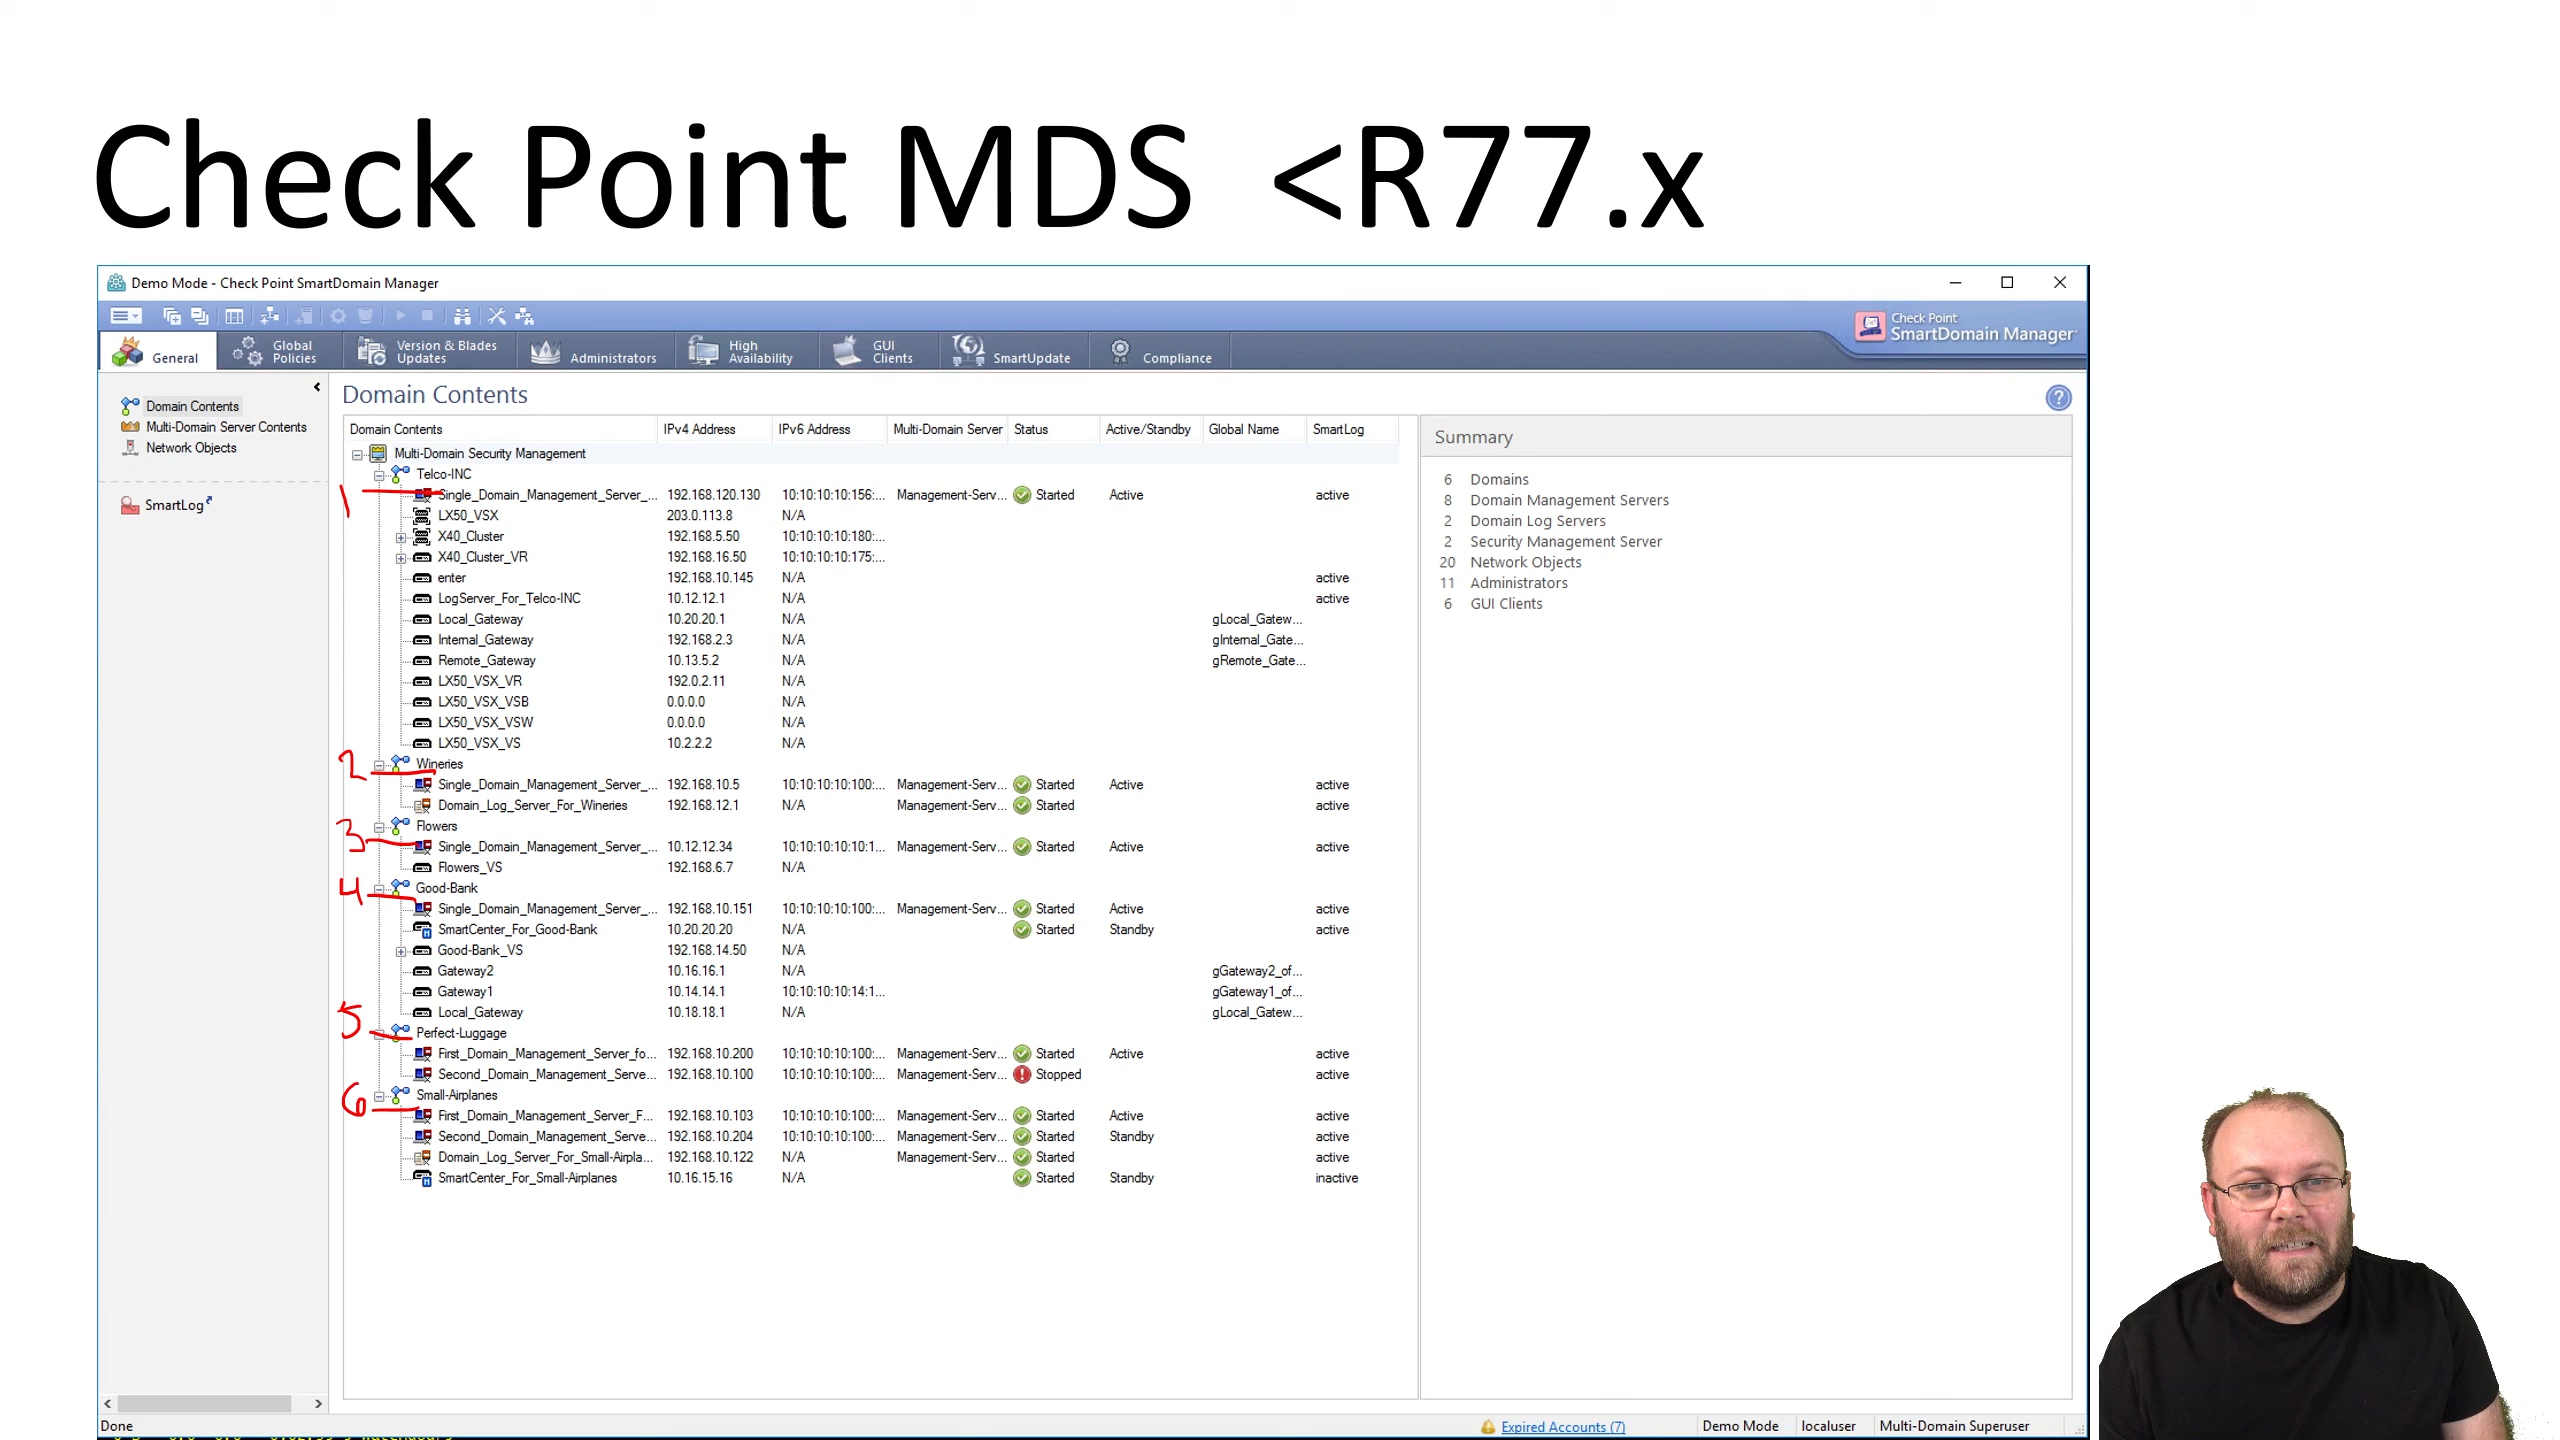 Check Point MDS <R77.x
Demo Mode - Check Point SmartDomain Manager
Check Point
SmartDomain Manager
General
Global Policies
Version & Blades Updates
Administrators
High Availability
GUI Clients
SmartUpdate
Compliance
Domain Contents
Multi-Domain Server Contents
Network Objects
SmartLog
Domain Contents
Domain Contents IPv4 Address IPv6 Address Multi-Domain Server Status Active/Standby Global Name SmartLog
Multi-Domain Security Management
Telco-INC
1 Single_Domain_Management_Server_... 192.168.120.130 10:10:10:10:156:... Management-Serv... Started Active active
LX50_VSX 203.0.113.8 N/A
X40_Cluster 192.168.5.50 10:10:10:10:180:...
X40_Cluster_VR 192.168.16.50 10:10:10:10:175:...
enter 192.168.10.145 N/A active
LogServer_For_Telco-INC 10.12.12.1 N/A active
Local_Gateway 10.20.20.1 N/A gLocal_Gatew...
Internal_Gateway 192.168.2.3 N/A gInternal_Gate...
Remote_Gateway 10.13.5.2 N/A gRemote_Gate...
LX50_VSX_VR 192.0.2.11 N/A
LX50_VSX_VSB 0.0.0.0 N/A
LX50_VSX_VSW 0.0.0.0 N/A
LX50_VSX_VS 10.2.2.2 N/A
2 Wineries
Single_Domain_Management_Server_... 192.168.10.5 10:10:10:10:100:... Management-Serv... Started Active active
Domain_Log_Server_For_Wineries 192.168.12.1 N/A Management-Serv... Started active
Flowers
3 Single_Domain_Management_Server_... 10.12.12.34 10:10:10:10:10:1... Management-Serv... Started Active active
Flowers_VS 192.168.6.7 N/A
4 Good-Bank
Single_Domain_Management_Server_... 192.168.10.151 10:10:10:10:100:... Management-Serv... Started Active active
SmartCenter_For_Good-Bank 10.20.20.20 N/A Started Standby active
Good-Bank_VS 192.168.14.50 N/A
Gateway2 10.16.16.1 N/A gGateway2_of...
Gateway1 10.14.14.1 10:10:10:10:14:1... gGateway1_of...
Local_Gateway 10.18.18.1 N/A gLocal_Gatew...
5 Perfect-Luggage
First_Domain_Management_Server_fo... 192.168.10.200 10:10:10:10:100:... Management-Serv... Started Active active
Second_Domain_Management_Serve... 192.168.10.100 10:10:10:10:100:... Management-Serv... Stopped active
6 Small-Airplanes
First_Domain_Management_Server_F... 192.168.10.103 10:10:10:10:100:... Management-Serv... Started Active active
Second_Domain_Management_Serve... 192.168.10.204 10:10:10:10:100:... Management-Serv... Started Standby active
Domain_Log_Server_For_Small-Airpla... 192.168.10.122 N/A Management-Serv... Started active
SmartCenter_For_Small-Airplanes 10.16.15.16 N/A Started Standby inactive
Summary
6 Domains
8 Domain Management Servers
2 Domain Log Servers
2 Security Management Server
20 Network Objects
11 Administrators
6 GUI Clients
Done
Expired Accounts (7)
Demo Mode
localuser
Multi-Domain Superuser